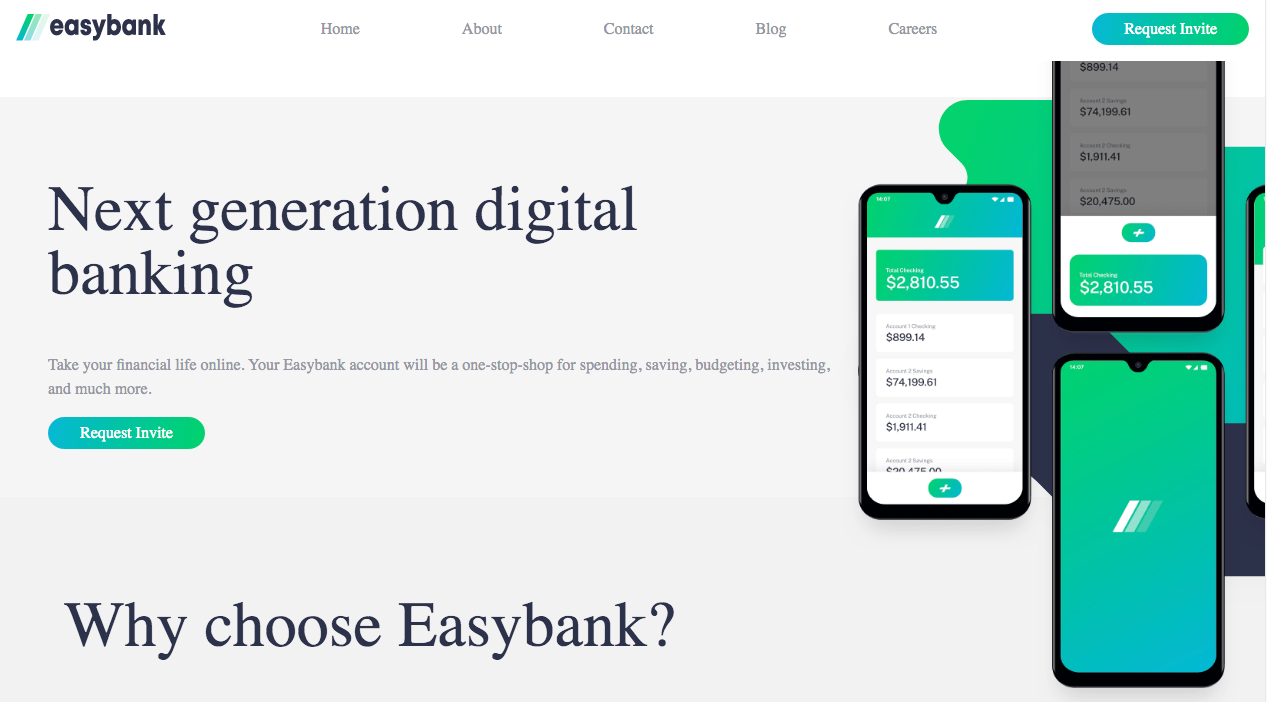 easybank
Home
About
Contact
Blog
Careers
Request Invite
Next generation digital
banking
Take your financial life online. Your Easybank account will be a one-stop-shop for spending, saving, budgeting, investing,
and much more.
Request Invite
14:07
Total Checking
$2,810.55
Account 1 Checking
$899.14
Account 2 Savings
$74,199.61
Account 2 Checking
$1,911.41
Account 2 Savings
$20,475.00
$899.14
Account 2 Savings
$74,199.61
Account 2 Checking
$1,911.41
Account 2 Savings
$20,475.00
Total Checking
$2,810.55
14:07
Why choose Easybank?